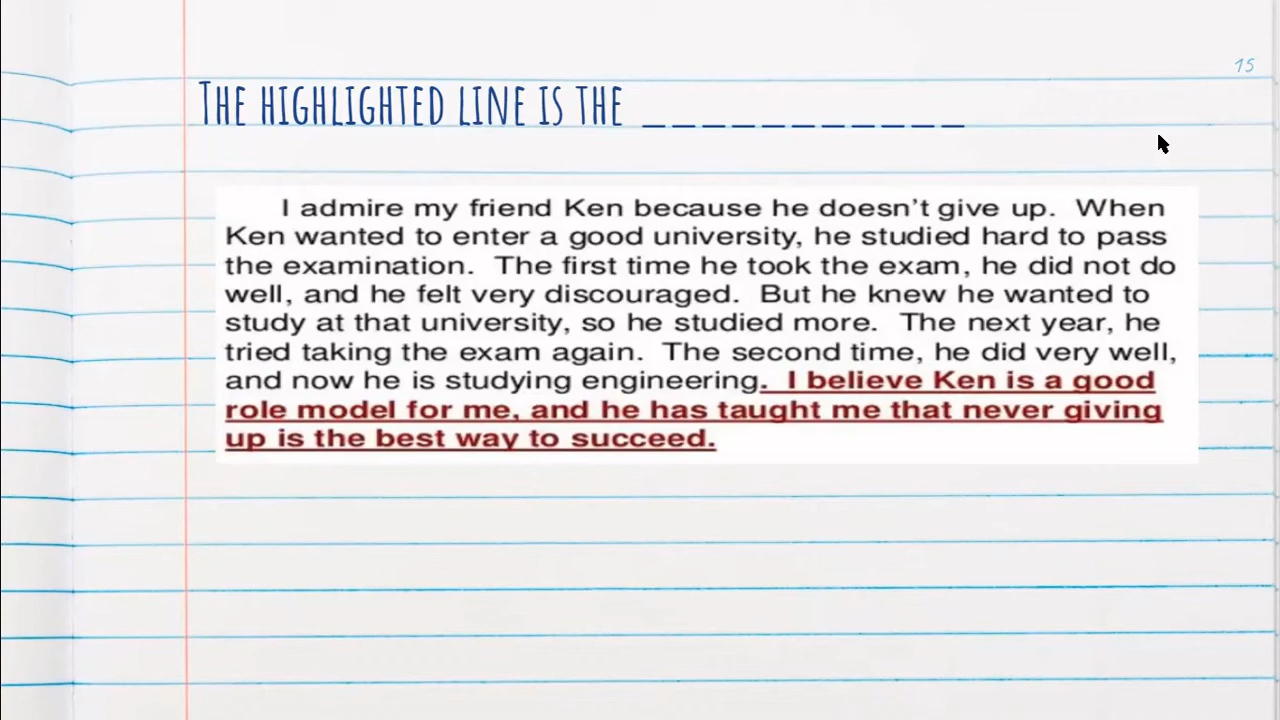 15
THE HIGHLIGHTED LINE IS THE ___________
I admire my friend Ken because he doesn't give up. When
Ken wanted to enter a good university, he studied hard to pass
the examination. The first time he took the exam, he did not do
well, and he felt very discouraged. But he knew he wanted to
study at that university, so he studied more. The next year, he
tried taking the exam again. The second time, he did very well,
and now he is studying engineering. I believe Ken is a good
role model for me, and he has taught me that never giving
up is the best way to succeed.